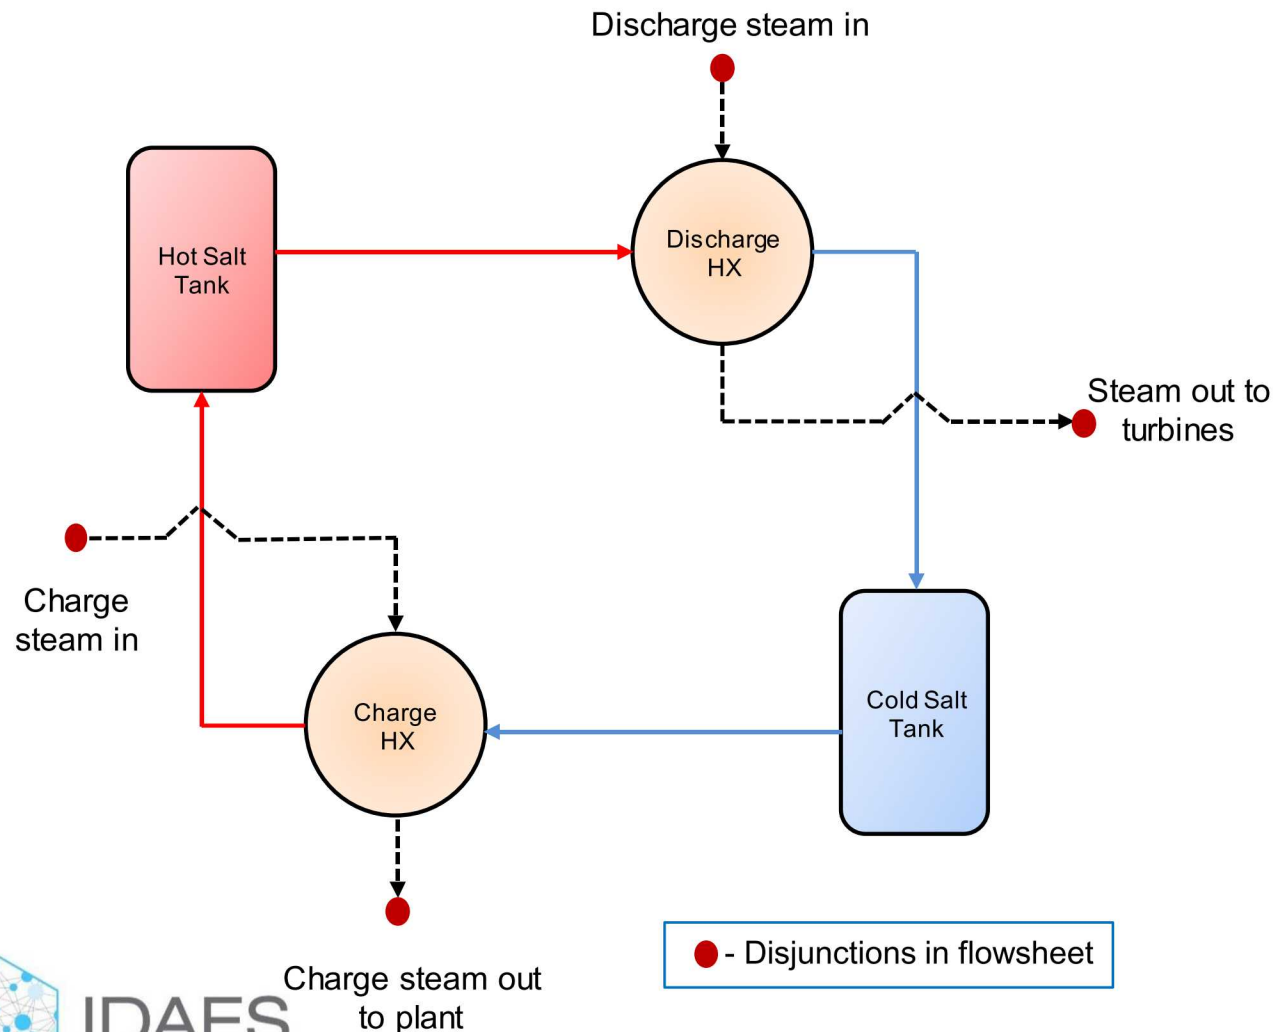 Discharge steam in
Hot Salt
Tank
Discharge
HX
Steam out to
turbines
Charge
steam in
Charge
HX
Cold Salt
Tank
- Disjunctions in flowsheet
Charge steam out
to plant
IDAES